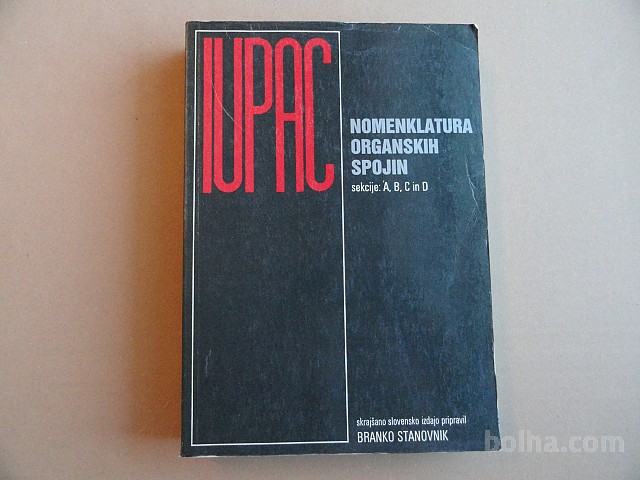 IUPAC
NOMENKLATURA
ORGANSKIH
SPOJIN
sekcije: A, B, C in D
skrajšano slovensko izdajo pripravil
BRANKO STANOVNIK
bolha.com